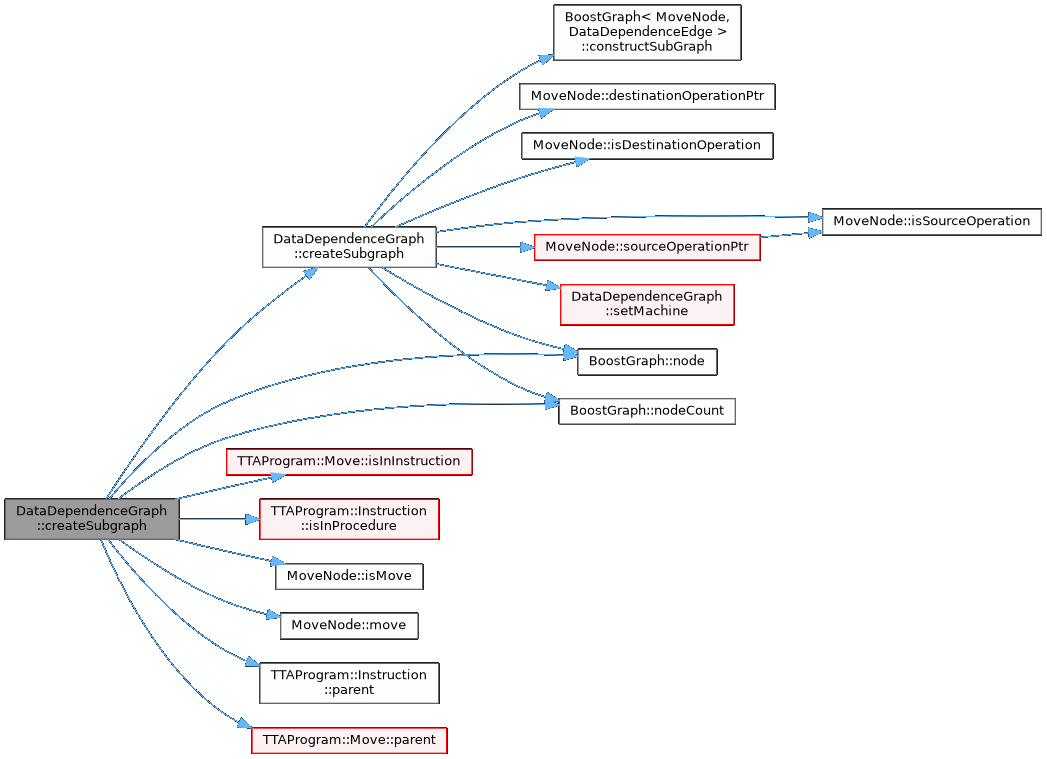 BoostGraph< MoveNode,
DataDependenceEdge >
::constructSubGraph
MoveNode::destinationOperationPtr
MoveNode::isDestinationOperation
MoveNode::isSourceOperation
DataDependenceGraph
::createSubgraph
MoveNode::sourceOperationPtr
DataDependenceGraph
::setMachine
BoostGraph::node
BoostGraph::nodeCount
TTAProgram::Move::isInInstruction
DataDependenceGraph
::createSubgraph
TTAProgram::Instruction
::isInProcedure
MoveNode::isMove
MoveNode::move
TTAProgram::Instruction
::parent
TTAProgram::Move::parent